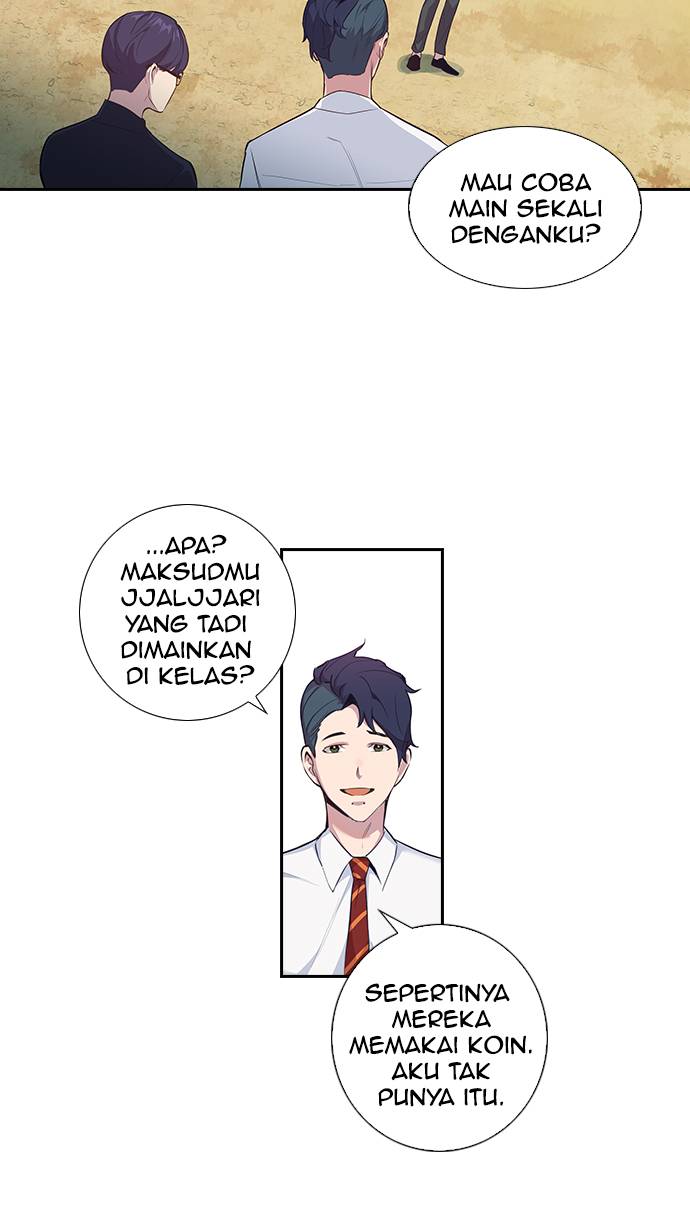 MAU COBA
MAIN SEKALI
DENGANKU?
...APA?
MAKSUDMU
JJALJJARI
YANG TADI
DIMAINKAN
DI KELAS?
SEPERTINYA
MEREKA
MEMAKAI KOIN.
AKU TAK
PUNYA ITU.